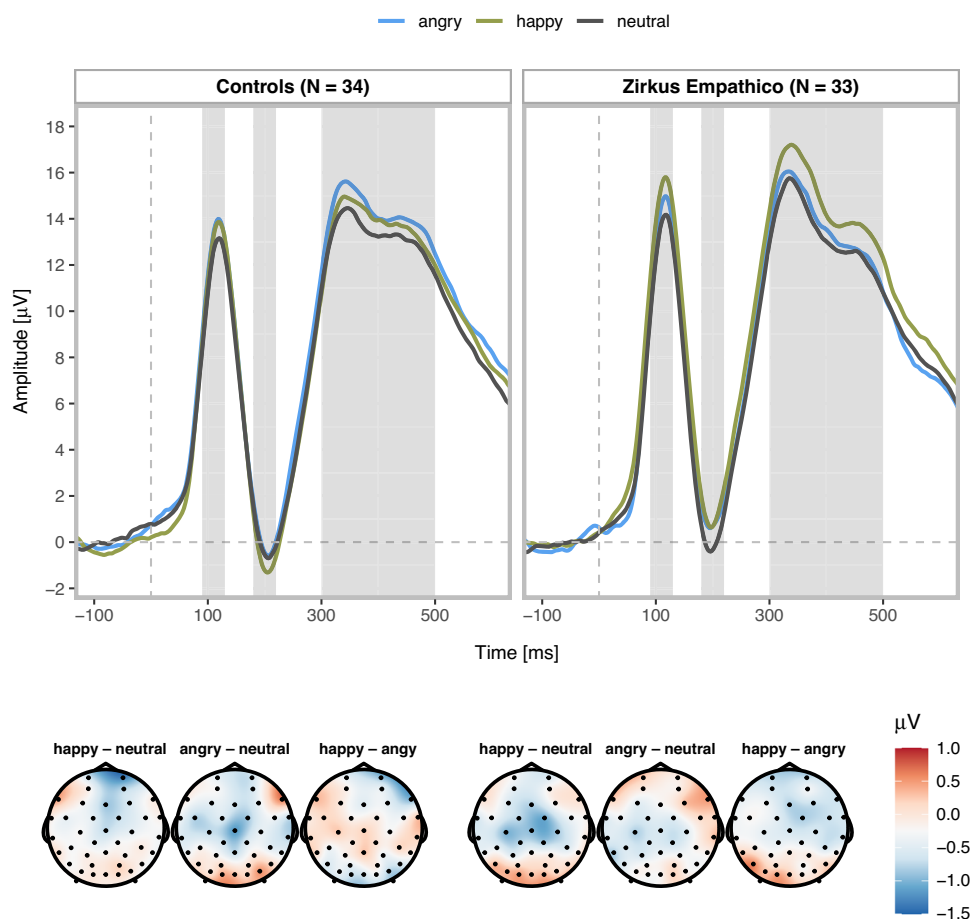 angry happy neutral
Controls (N = 34) Zirkus Empathico (N = 33)
18
16
14
12
10
8
6
4
2
0
−2
Amplitude [μV]
−100 100 300 500 −100 100 300 500
Time [ms]
μV
happy – neutral angry – neutral happy – angy happy – neutral angry – neutral happy – angry
1.0
0.5
0.0
−0.5
−1.0
−1.5